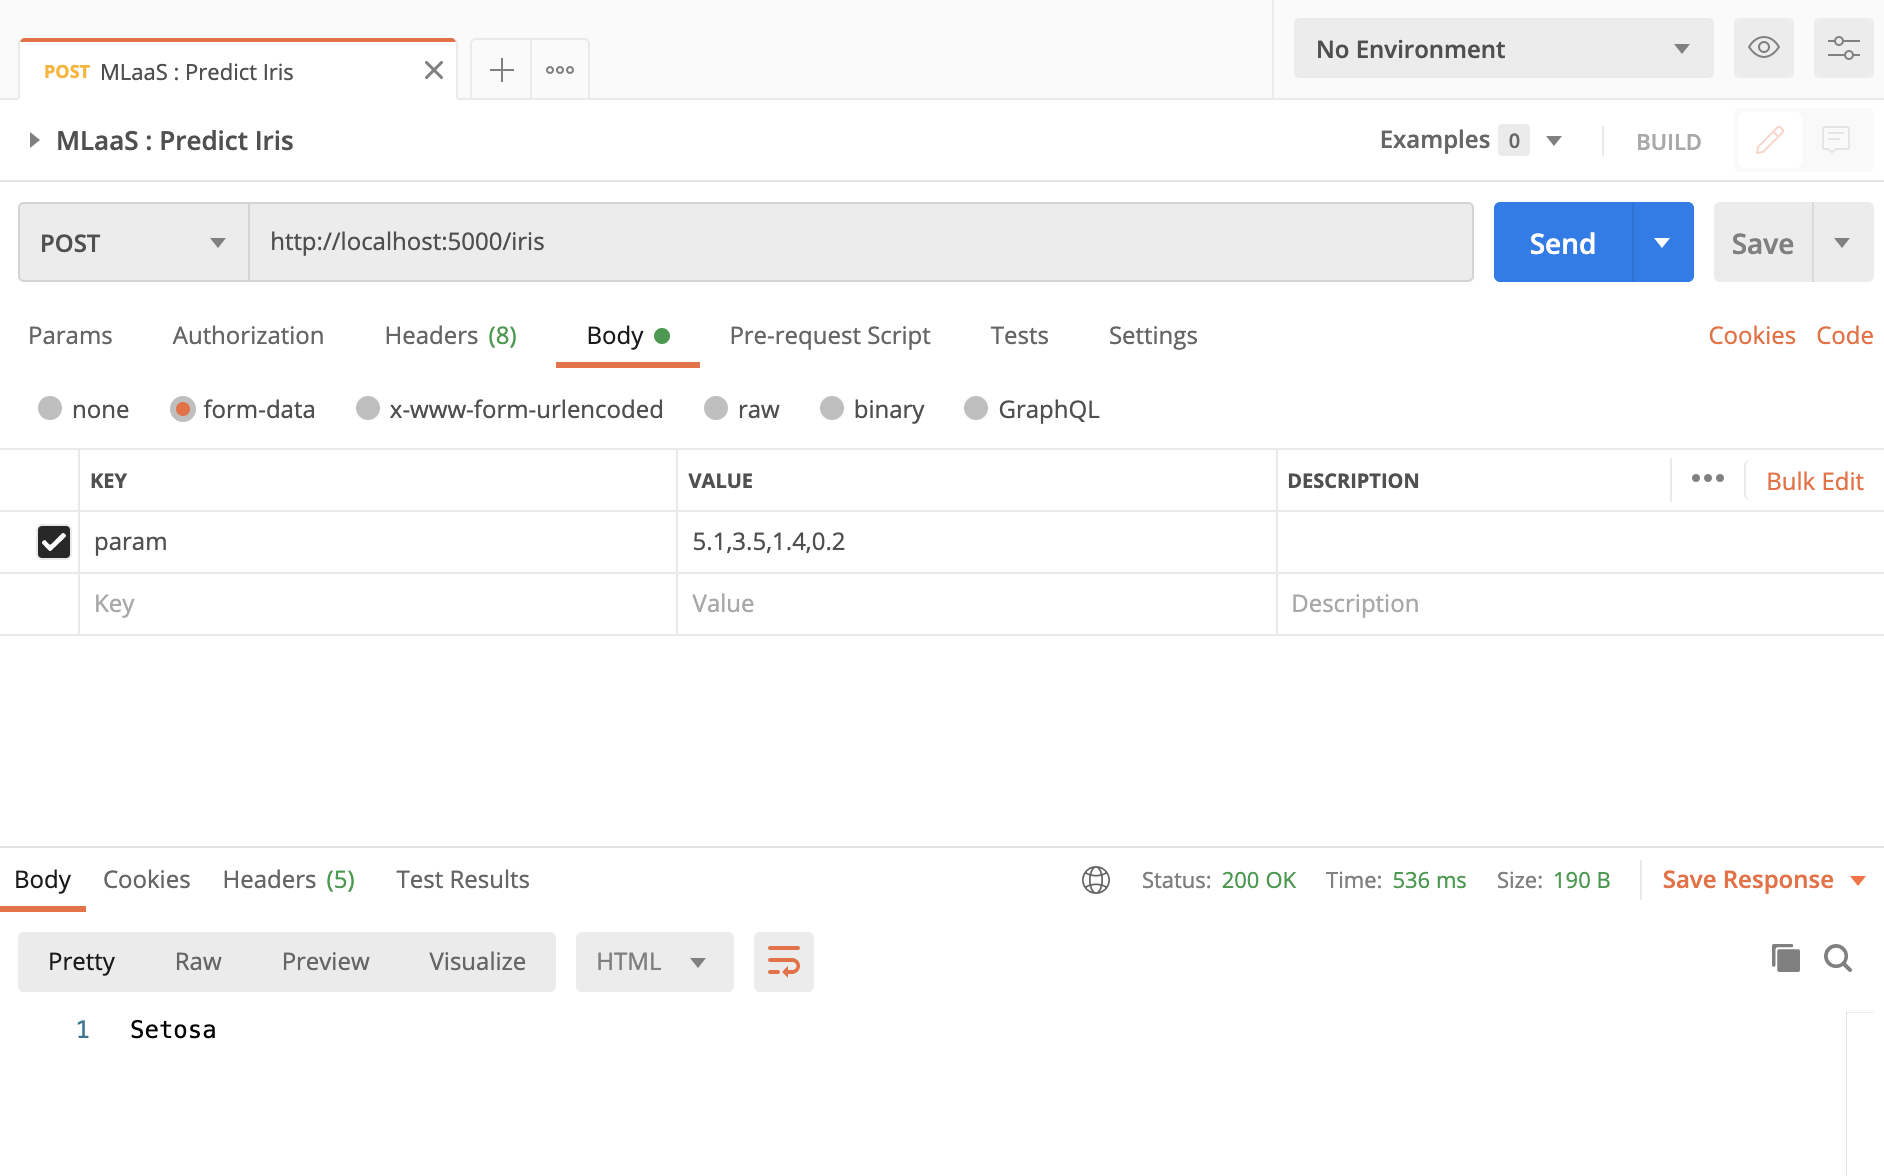 POST MLaaS : Predict Iris
No Environment
MLaaS : Predict Iris
Examples 0
BUILD
POST http://localhost:5000/iris
Send
Save
Params Authorization Headers (8) Body Pre-request Script Tests Settings Cookies Code
none form-data x-www-form-urlencoded raw binary GraphQL
KEY VALUE DESCRIPTION Bulk Edit
param 5.1,3.5,1.4,0.2
Key Value Description
Body Cookies Headers (5) Test Results Status: 200 OK Time: 536 ms Size: 190 B Save Response
Pretty Raw Preview Visualize HTML
1 Setosa